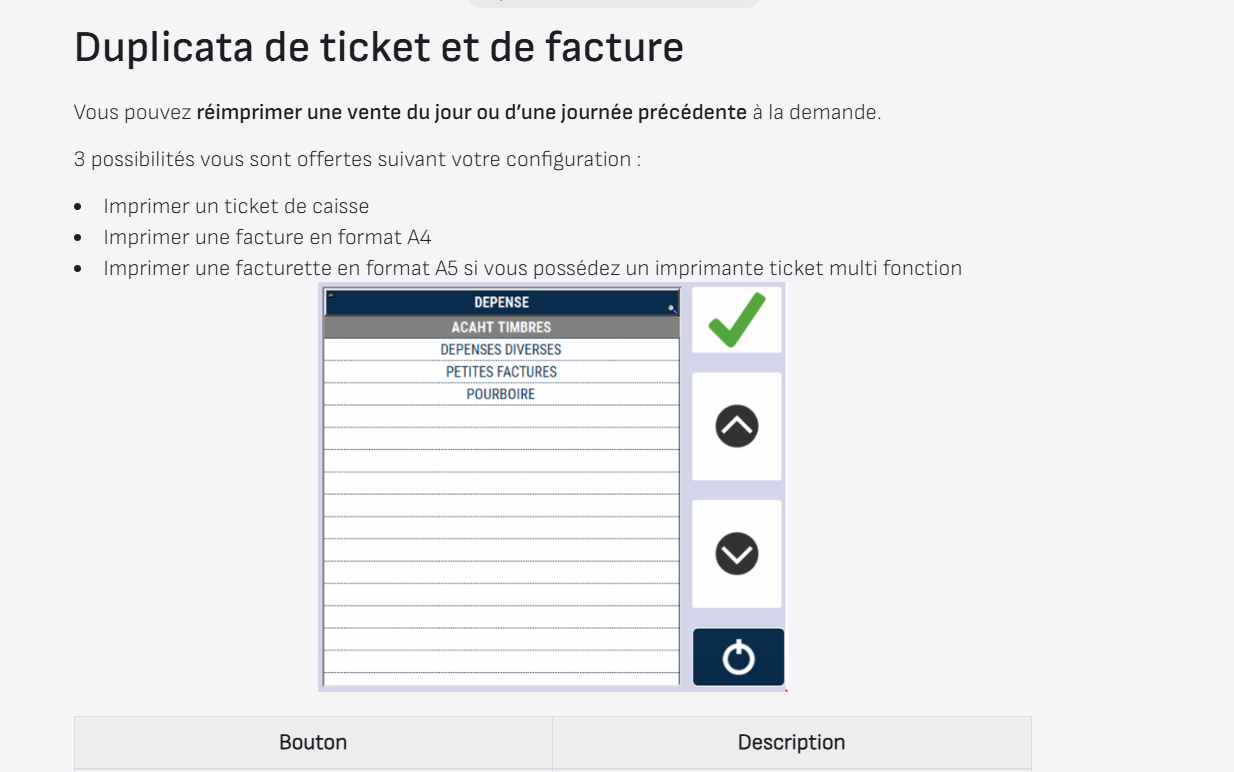 Duplicata de ticket et de facture
Vous pouvez réimprimer une vente du jour ou d’une journée précédente à la demande.
3 possibilités vous sont offertes suivant votre configuration :
Imprimer un ticket de caisse
Imprimer une facture en format A4
Imprimer une facturette en format A5 si vous possédez un imprimante ticket multi fonction
DEPENSE
ACAHT TIMBRES
DEPENSES DIVERSES
PETITES FACTURES
POURBOIRE
Bouton
Description